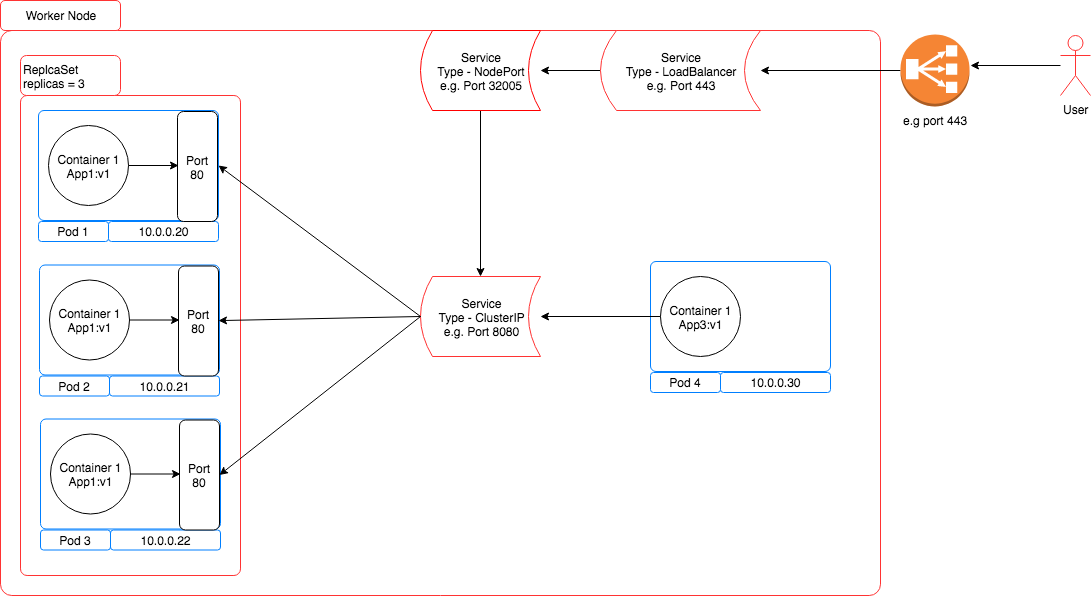 Worker Node
ReplcaSet
replicas = 3
Service
Type - NodePort
e.g. Port 32005
Service
Type - LoadBalancer
e.g. Port 443
e.g port 443
User
Container 1
App1:v1
Port
80
Pod 1
10.0.0.20
Container 1
App1:v1
Port
80
Pod 2
10.0.0.21
Service
Type - ClusterIP
e.g. Port 8080
Container 1
App3:v1
Pod 4
10.0.0.30
Container 1
App1:v1
Port
80
Pod 3
10.0.0.22